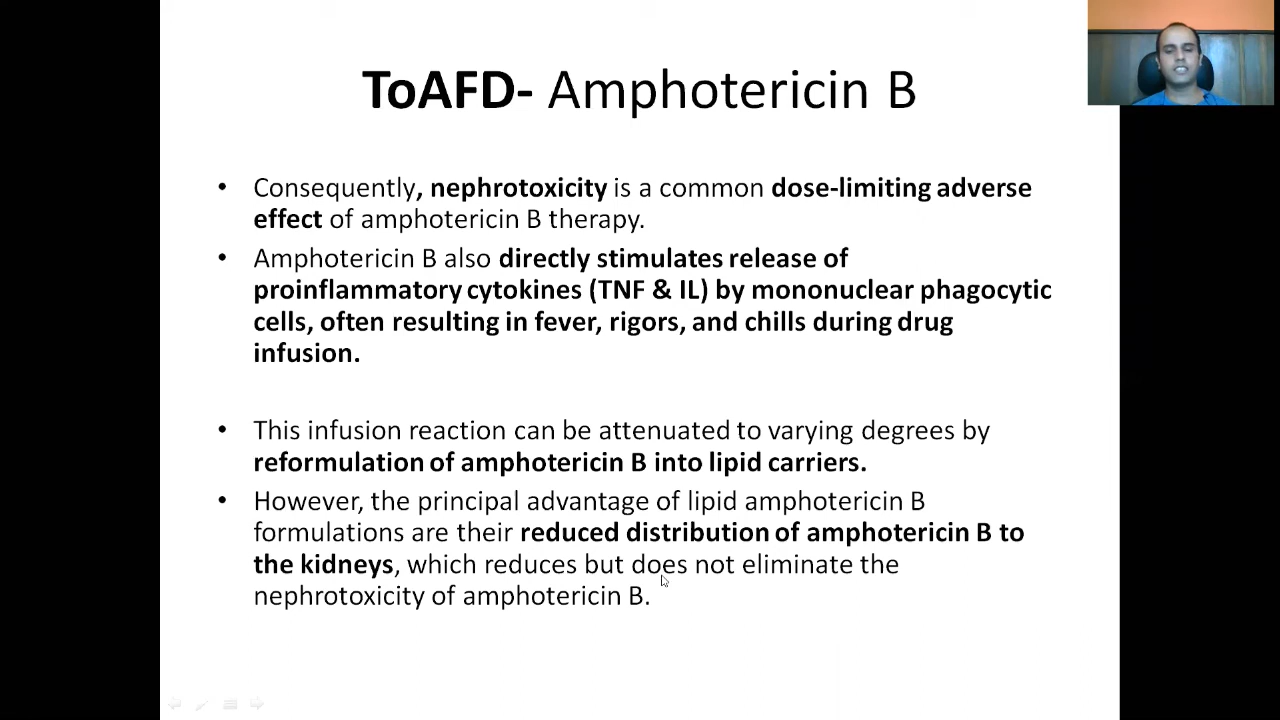 ToAFD- Amphotericin B
• Consequently, nephrotoxicity is a common dose-limiting adverse
effect of amphotericin B therapy.
• Amphotericin B also directly stimulates release of
proinflammatory cytokines (TNF & IL) by mononuclear phagocytic
cells, often resulting in fever, rigors, and chills during drug
infusion.
• This infusion reaction can be attenuated to varying degrees by
reformulation of amphotericin B into lipid carriers.
• However, the principal advantage of lipid amphotericin B
formulations are their reduced distribution of amphotericin B to
the kidneys, which reduces but does not eliminate the
nephrotoxicity of amphotericin B.